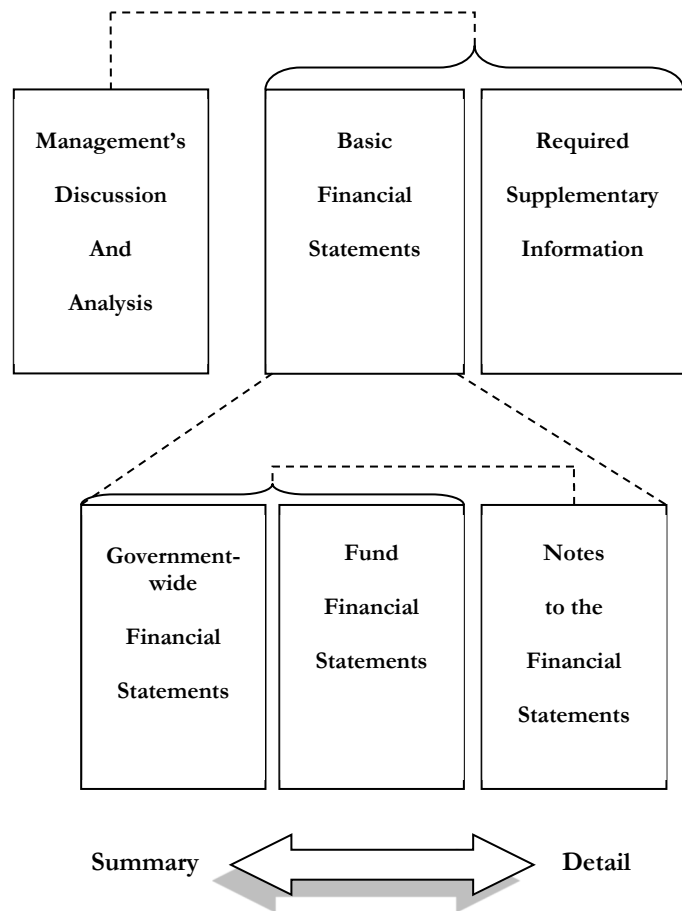 Management’s
Discussion
And
Analysis
Basic
Financial
Statements
Required
Supplementary
Information
Government-
wide
Financial
Statements
Fund
Financial
Statements
Notes
to the
Financial
Statements
Summary
Detail